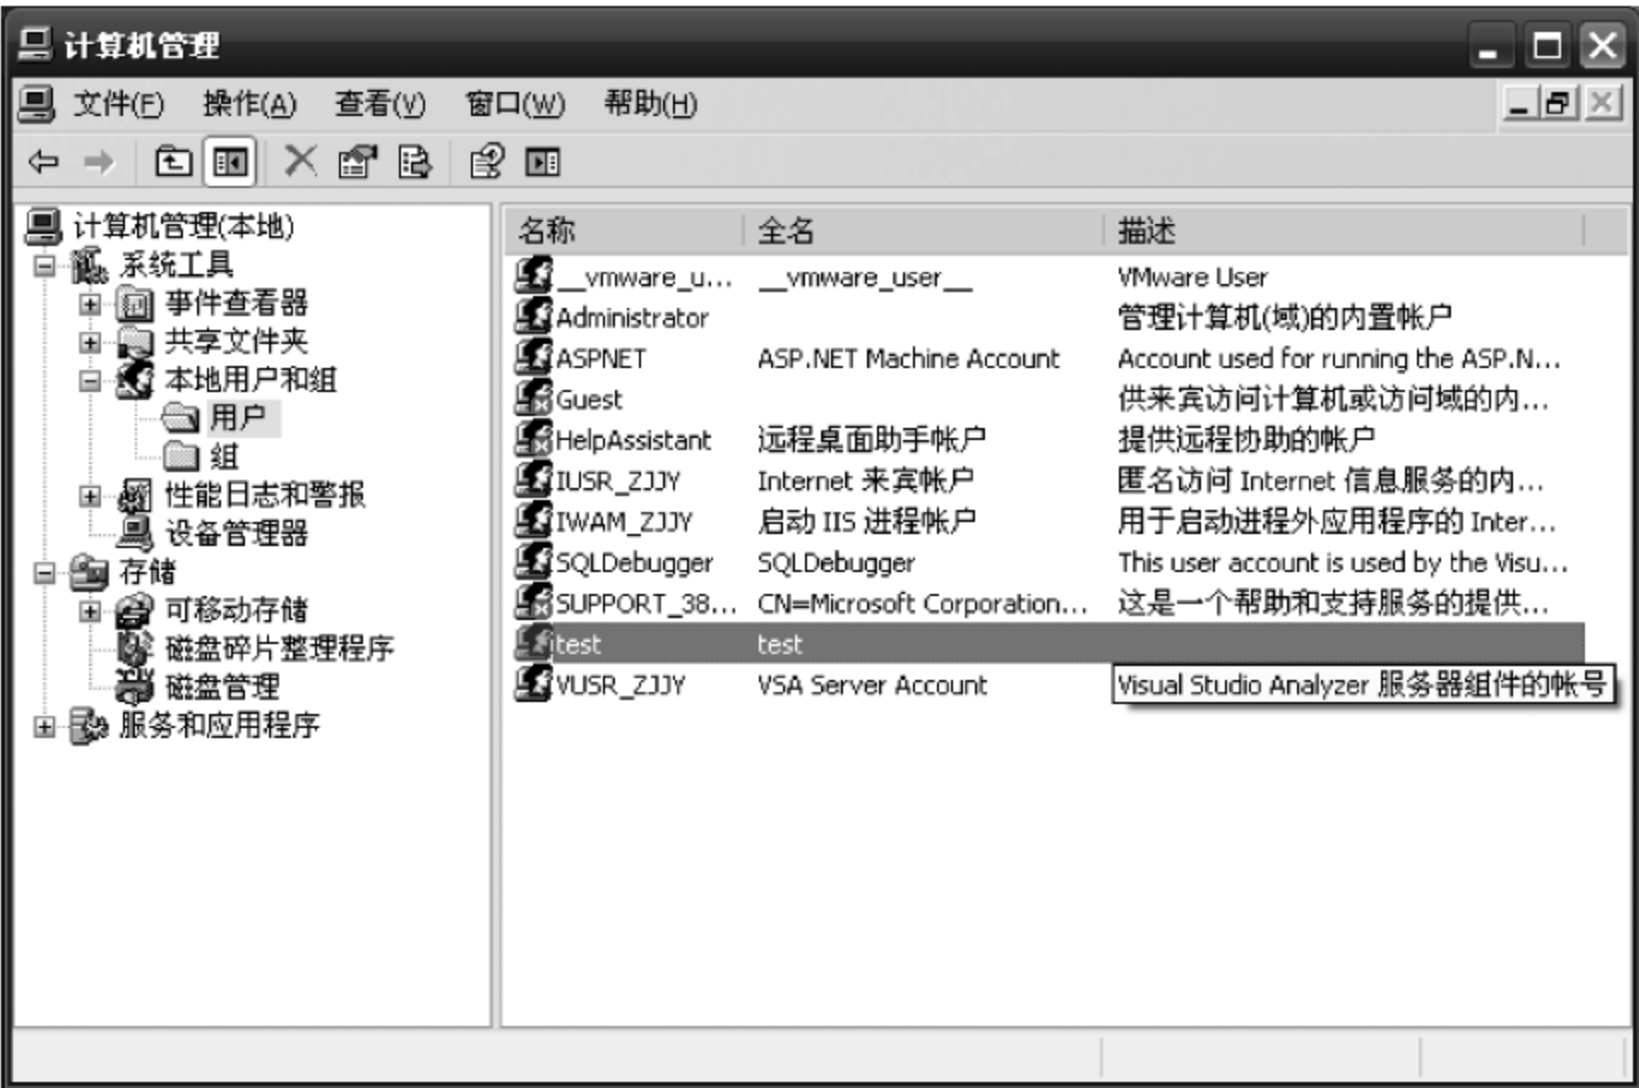 计算机管理
文件(F) 操作(A) 查看(V) 窗口(W) 帮助(H)
计算机管理(本地)
系统工具
事件查看器
共享文件夹
本地用户和组
用户
组
性能日志和警报
设备管理器
存储
可移动存储
磁盘碎片整理程序
磁盘管理
服务和应用程序
名称 全名 描述
__vmware_u... __vmware_user__ VMware User
Administrator 管理计算机(域)的内置帐户
ASPNET ASP.NET Machine Account Account used for running the ASP.N...
Guest 供来宾访问计算机或访问域的内...
HelpAssistant 远程桌面助手帐户 提供远程协助的帐户
IUSR_ZJJY Internet 来宾帐户 匿名访问 Internet 信息服务的内...
IWAM_ZJJY 启动 IIS 进程帐户 用于启动进程外应用程序的 Inter...
SQLDebugger SQLDebugger This user account is used by the Visu...
SUPPORT_38... CN=Microsoft Corporation... 这是一个帮助和支持服务的提供...
test test
VUSR_ZJJY VSA Server Account Visual Studio Analyzer 服务器组件的帐号